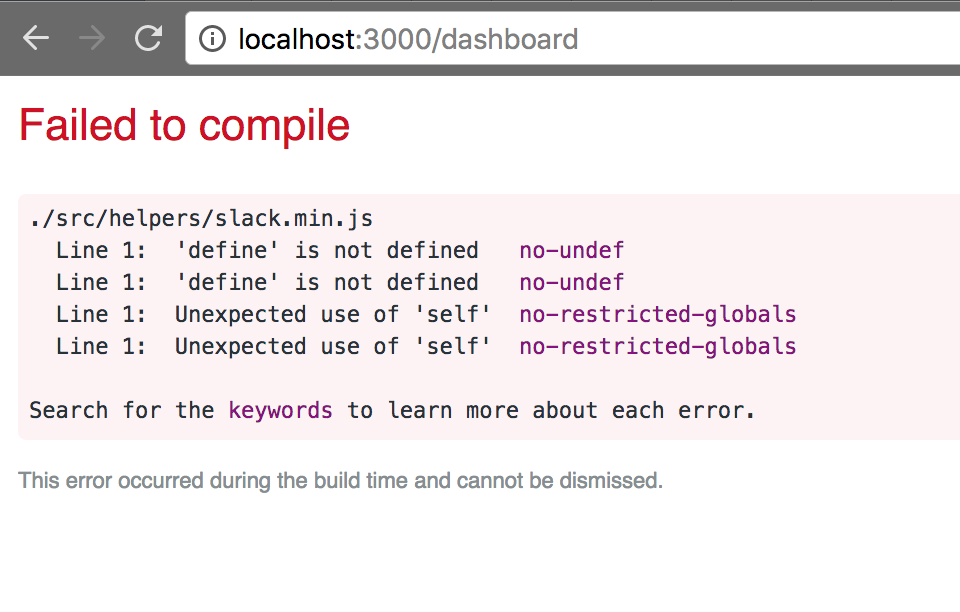 localhost:3000/dashboard
Failed to compile
./src/helpers/slack.min.js
Line 1: 'define' is not defined no-undef
Line 1: 'define' is not defined no-undef
Line 1: Unexpected use of 'self' no-restricted-globals
Line 1: Unexpected use of 'self' no-restricted-globals
Search for the keywords to learn more about each error.
This error occurred during the build time and cannot be dismissed.